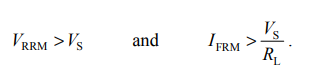 V_RRM > V_S and I_FRM > V_S / R_L .